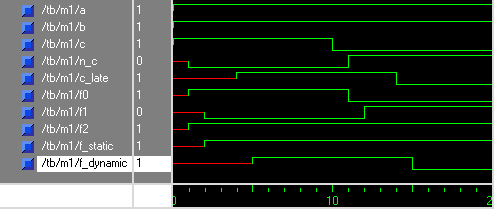 /tb/m1/a 1
/tb/m1/b 1
/tb/m1/c 1
/tb/m1/n_c 0
/tb/m1/c_late 1
/tb/m1/f0 1
/tb/m1/f1 0
/tb/m1/f2 1
/tb/m1/f_static 1
/tb/m1/f_dynamic 1
0 10 2